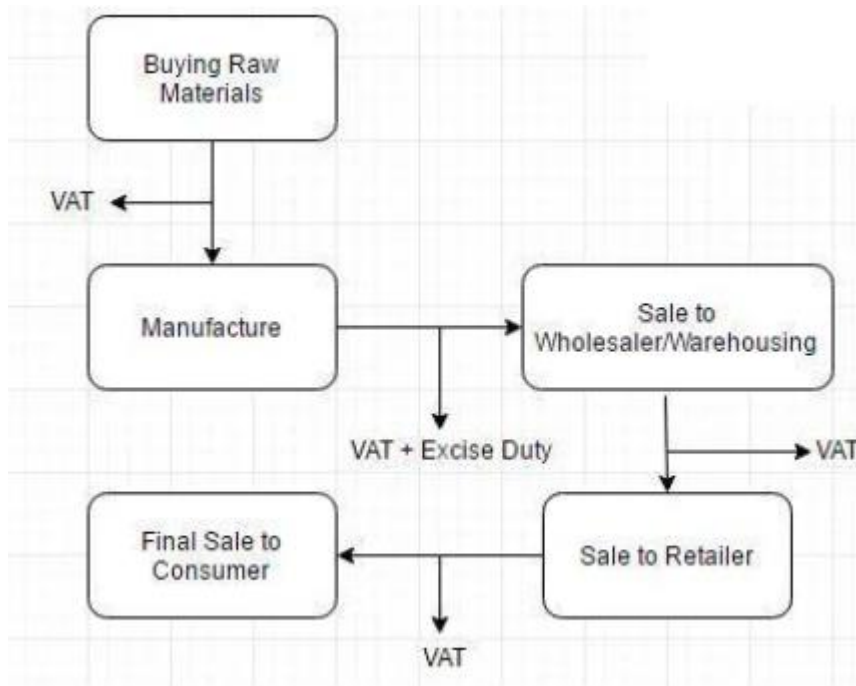 Buying Raw
Materials
VAT
Manufacture
Sale to
Wholesaler/Warehousing
VAT + Excise Duty
VAT
Final Sale to
Consumer
Sale to Retailer
VAT